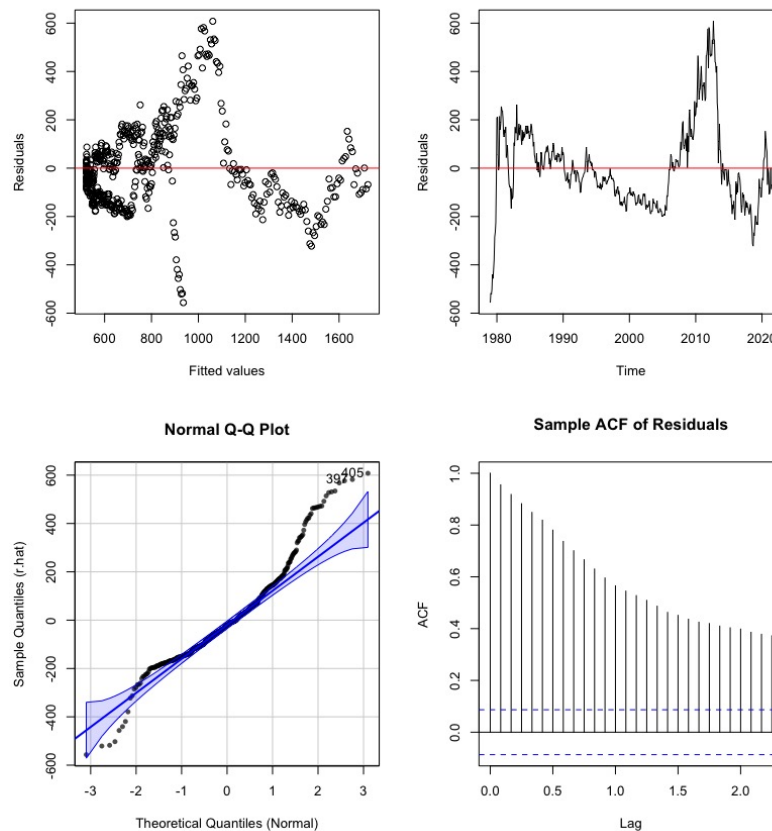 Residuals
-600 -400 -200 0 200 400 600
600 800 1000 1200 1400 1600
Fitted values
Residuals
-600 -400 -200 0 200 400 600
1980 1990 2000 2010 2020
Time
Normal Q-Q Plot
Sample Quantiles (r.hat)
-600 -400 -200 0 200 400 600
405
397
-3 -2 -1 0 1 2 3
Theoretical Quantiles (Normal)
Sample ACF of Residuals
ACF
0.0 0.2 0.4 0.6 0.8 1.0
0.0 0.5 1.0 1.5 2.0
Lag